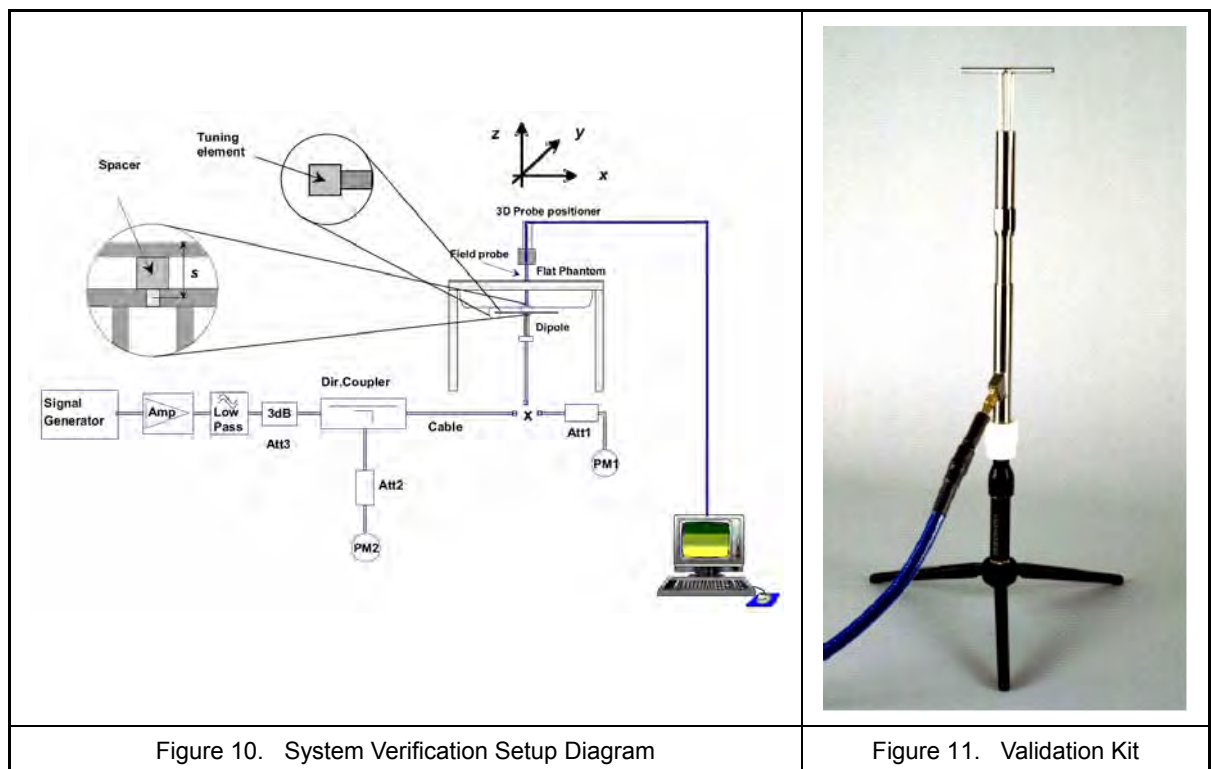 z
y
x
Tuning
element
Spacer
s
3D Probe positioner
Field probe
Flat Phantom
Dipole
Dir.Coupler
Signal
Generator
Amp
Low
Pass
3dB
Att3
Cable
x
Att1
PM1
Att2
PM2
Figure 10. System Verification Setup Diagram
Figure 11. Validation Kit